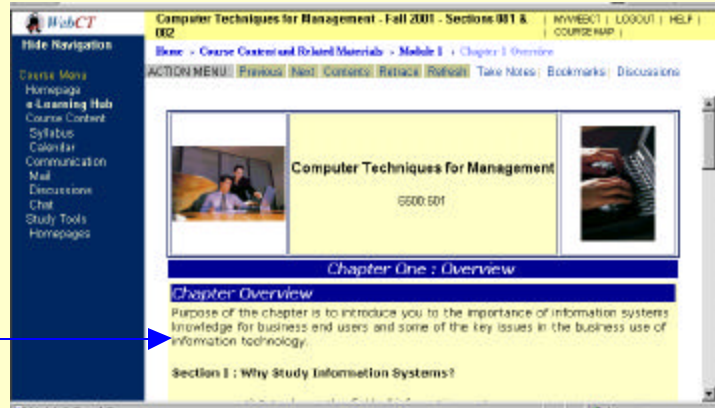 WebCT
Hide Navigation
Course Menu
Homepage
e-Learning Hub
Course Content
Syllabus
Calendar
Communication
Mail
Discussions
Chat
Study Tools
Homepages
Computer Techniques for Management - Fall 2001 - Sections 001 &
002
MYWEBCT | LOGOUT | HELP |
| COURSE MAP |
Home › Course Content and Related Materials › Module 1 › Chapter 1 Overview
ACTION MENU: Previous Next Contents Retrace Refresh Take Notes | Bookmarks | Discussions
Computer Techniques for Management
6500:601
Chapter One : Overview
Chapter Overview
Purpose of the chapter is to introduce you to the importance of information systems
knowledge for business end users and some of the key issues in the business use of
information technology.
Section I : Why Study Information Systems?